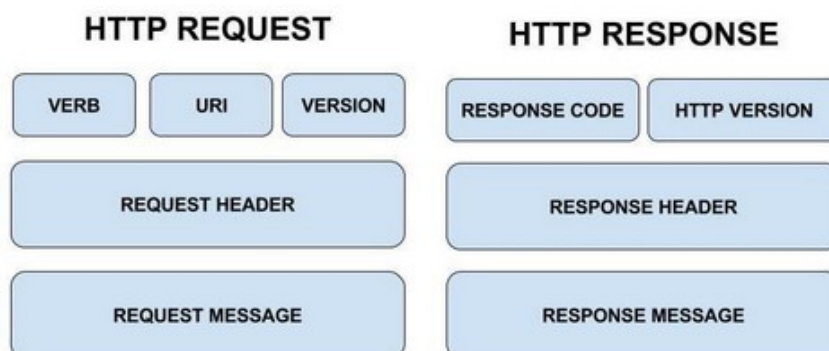 HTTP REQUEST
VERB URI VERSION
REQUEST HEADER
REQUEST MESSAGE
HTTP RESPONSE
RESPONSE CODE HTTP VERSION
RESPONSE HEADER
RESPONSE MESSAGE